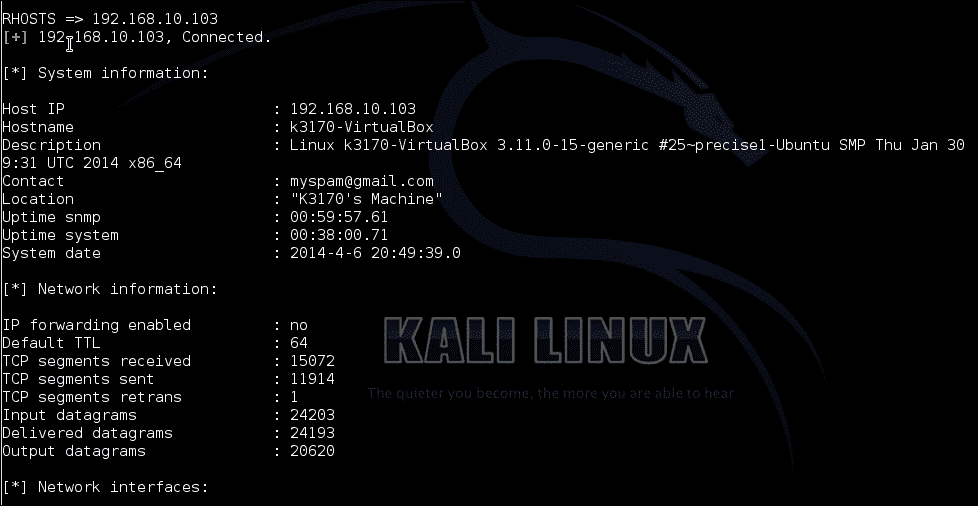 RHOSTS => 192.168.10.103
[+] 192.168.10.103, Connected.
[*] System information:
Host IP : 192.168.10.103
Hostname : k3170-VirtualBox
Description : Linux k3170-VirtualBox 3.11.0-15-generic #25~precise1-Ubuntu SMP Thu Jan 30
9:31 UTC 2014 x86_64
Contact : myspam@gmail.com
Location : "K3170's Machine"
Uptime snmp : 00:59:57.61
Uptime system : 00:38:00.71
System date : 2014-4-6 20:49:39.0
[*] Network information:
IP forwarding enabled : no
Default TTL : 64
TCP segments received : 15072
TCP segments sent : 11914
TCP segments retrans : 1
Input datagrams : 24203
Delivered datagrams : 24193
Output datagrams : 20620
[*] Network interfaces:
KALI LINUX
The quieter you become, the more you are able to hear